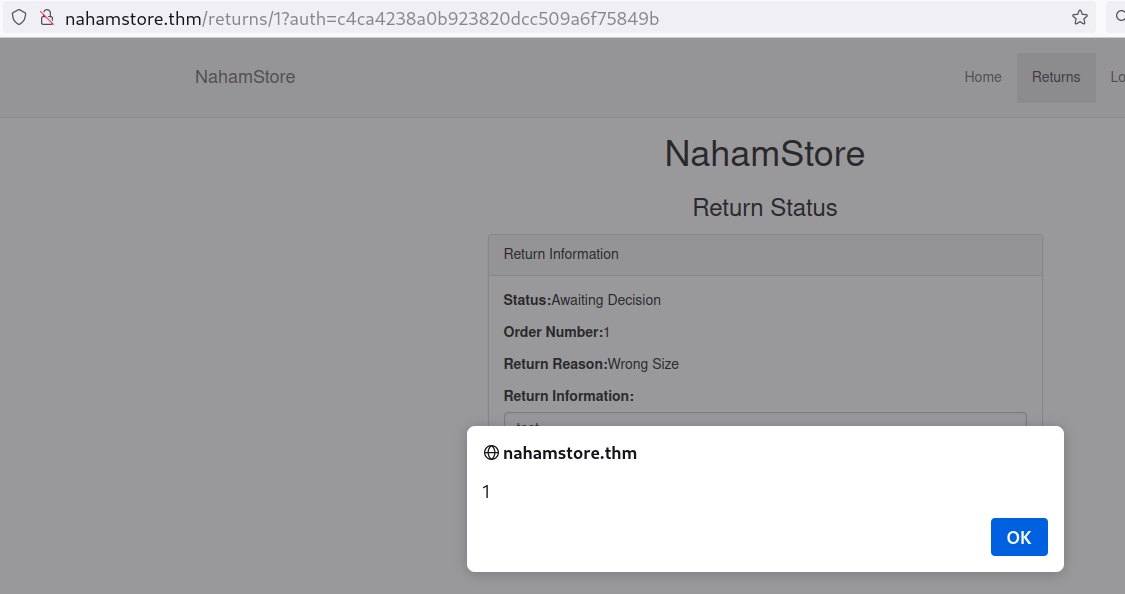 nahamstore.thm/returns/1?auth=c4ca4238a0b923820dcc509a6f75849b
NahamStore
Home Returns Lo
NahamStore
Return Status
Return Information
Status:Awaiting Decision
Order Number:1
Return Reason:Wrong Size
Return Information:
nahamstore.thm
1
OK